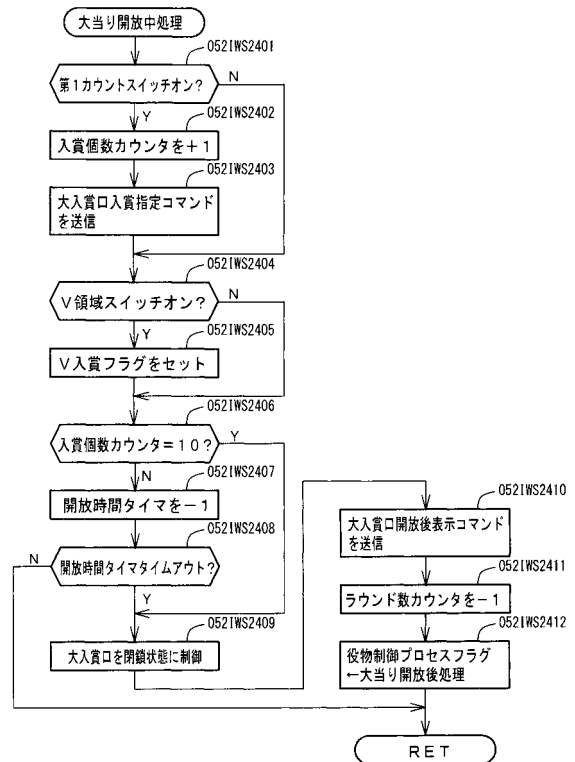 大当り開放中処理
052IWS2401
第1カウントスイッチオン?
N
Y
052IWS2402
入賞個数カウンタを+1
052IWS2403
大入賞口入賞指定コマンド
を送信
052IWS2404
V領域スイッチオン?
N
Y
052IWS2405
V入賞フラグをセット
052IWS2406
入賞個数カウンタ=10?
Y
N
052IWS2407
開放時間タイマを-1
052IWS2408
N
開放時間タイマタイムアウト?
Y
052IWS2409
大入賞口を閉鎖状態に制御
052IWS2410
大入賞口開放後表示コマンド
を送信
052IWS2411
ラウンド数カウンタを-1
052IWS2412
役物制御プロセスフラグ
←大当り開放後処理
RET